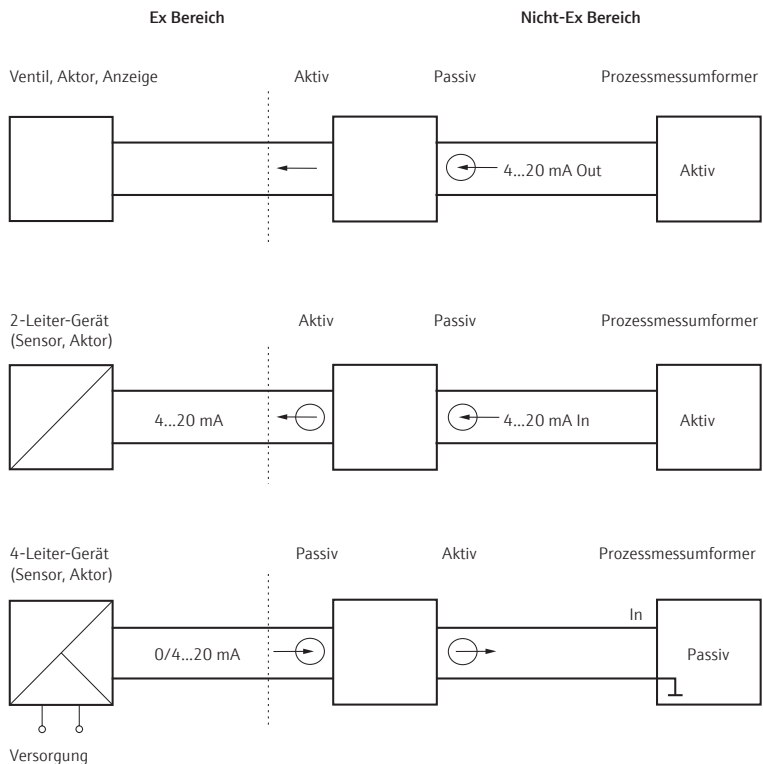 Ex Bereich
Nicht-Ex Bereich
Ventil, Aktor, Anzeige
Aktiv
Passiv
Prozessmessumformer
4...20 mA Out
Aktiv
2-Leiter-Gerät
(Sensor, Aktor)
Aktiv
Passiv
Prozessmessumformer
4...20 mA
4...20 mA In
Aktiv
4-Leiter-Gerät
(Sensor, Aktor)
Passiv
Aktiv
Prozessmessumformer
In
0/4...20 mA
Passiv
Versorgung